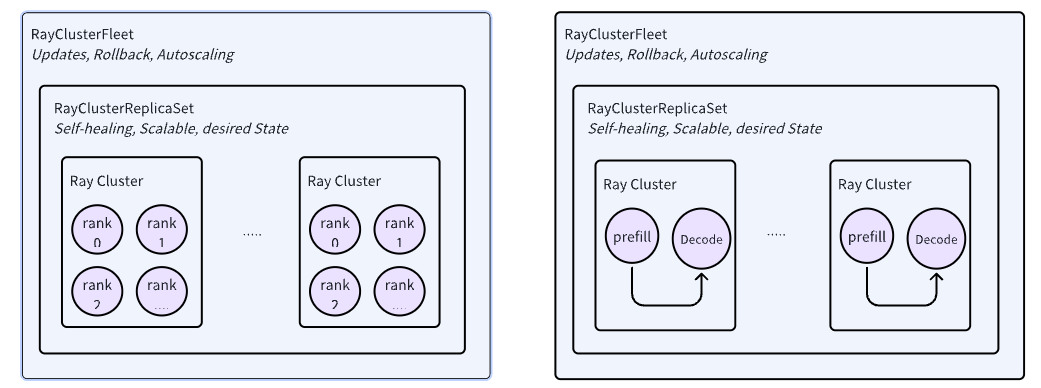 RayClusterFleet
Updates, Rollback, Autoscaling
RayClusterReplicaSet
Self-healing, Scalable, desired State
Ray Cluster
rank
0
rank
1
rank
2
rank
....
.....
Ray Cluster
rank
0
rank
1
rank
2
rank
....
RayClusterFleet
Updates, Rollback, Autoscaling
RayClusterReplicaSet
Self-healing, Scalable, desired State
Ray Cluster
prefill
Decode
.....
Ray Cluster
prefill
Decode